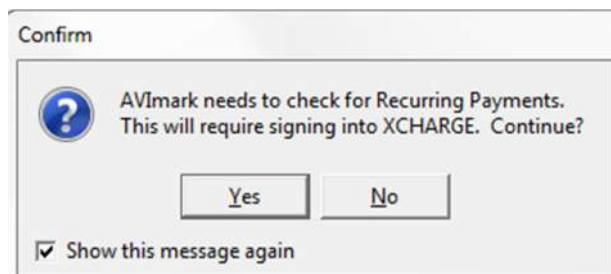 Confirm
AVImark needs to check for Recurring Payments.
This will require signing into XCHARGE. Continue?
Yes
No
Show this message again